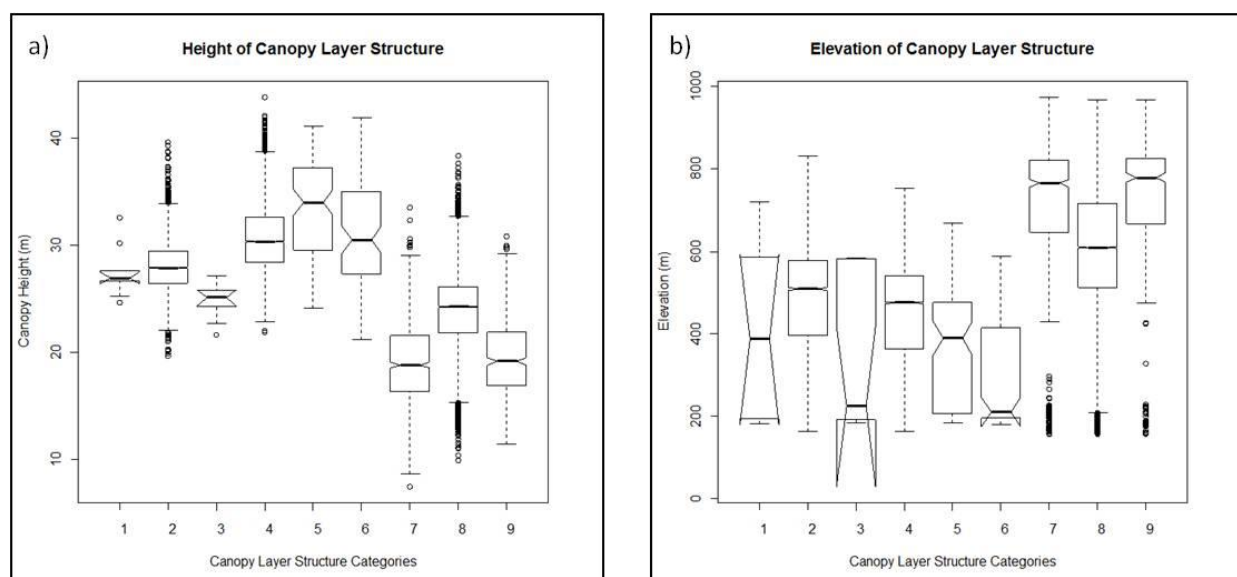 a)
Height of Canopy Layer Structure
Canopy Height (m)
40
30
20
10
1 2 3 4 5 6 7 8 9
Canopy Layer Structure Categories
b)
Elevation of Canopy Layer Structure
Elevation (m)
1000
800
600
400
200
0
1 2 3 4 5 6 7 8 9
Canopy Layer Structure Categories